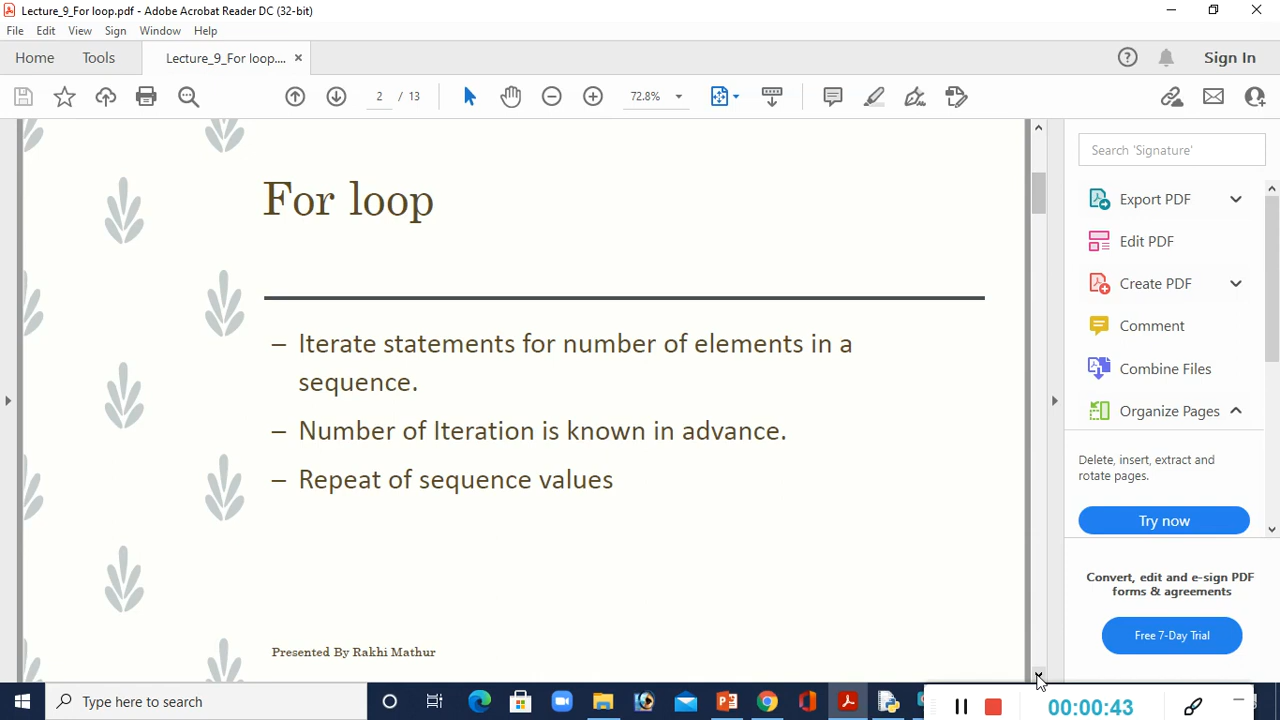 Lecture_9_For loop.pdf - Adobe Acrobat Reader DC (32-bit)
File Edit View Sign Window Help
Home Tools Lecture_9_For loop.... × Sign In
2 / 13 72.8%
For loop
– Iterate statements for number of elements in a
sequence.
– Number of Iteration is known in advance.
– Repeat of sequence values
Presented By Rakhi Mathur
Search 'Signature'
Export PDF
Edit PDF
Create PDF
Comment
Combine Files
Organize Pages
Delete, insert, extract and
rotate pages.
Try now
Convert, edit and e-sign PDF
forms & agreements
Free 7-Day Trial
Type here to search
00:00:43